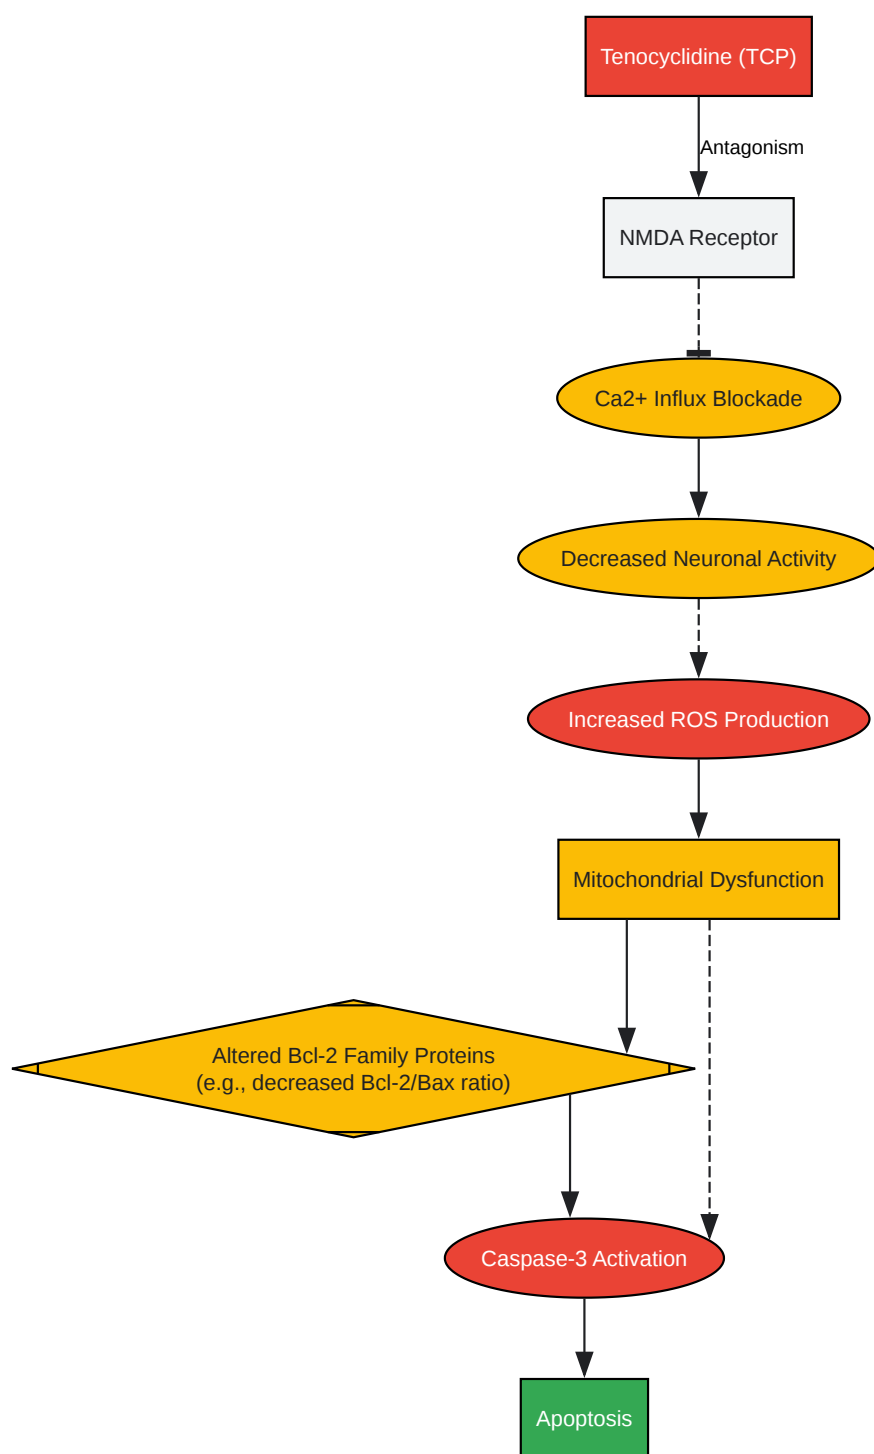 Tenocyclidine (TCP)
Antagonism
NMDA Receptor
Ca2+ Influx Blockade
Decreased Neuronal Activity
Increased ROS Production
Mitochondrial Dysfunction
Altered Bcl-2 Family Proteins
(e.g., decreased Bcl-2/Bax ratio)
Caspase-3 Activation
Apoptosis